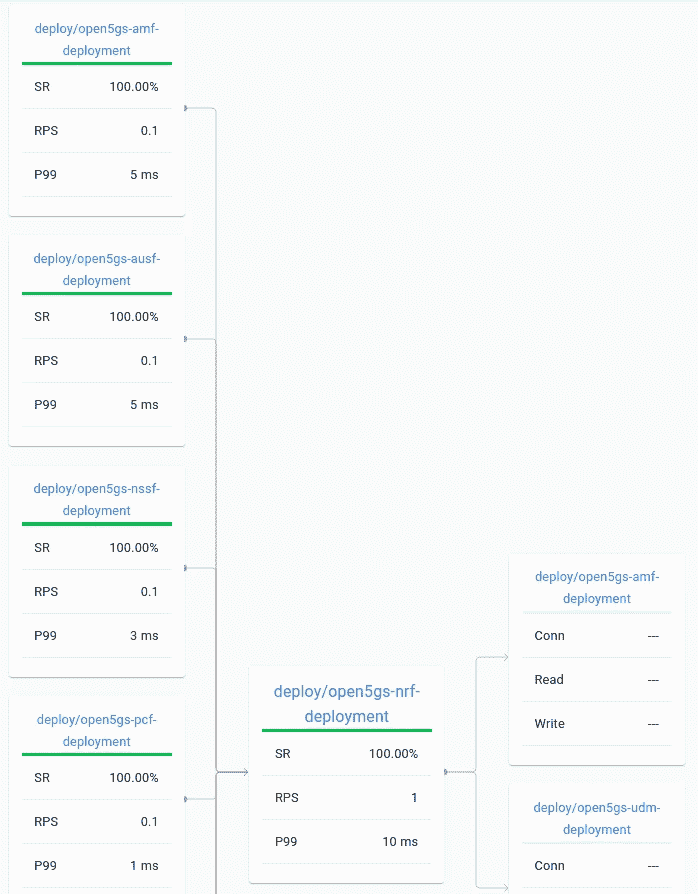 deploy/open5gs-amf-
deployment
SR 100.00%
RPS 0.1
P99 5 ms
deploy/open5gs-ausf-
deployment
SR 100.00%
RPS 0.1
P99 5 ms
deploy/open5gs-nssf-
deployment
SR 100.00%
RPS 0.1
P99 3 ms
deploy/open5gs-pcf-
deployment
SR 100.00%
RPS 0.1
P99 1 ms
deploy/open5gs-nrf-
deployment
SR 100.00%
RPS 1
P99 10 ms
deploy/open5gs-amf-
deployment
Conn ---
Read ---
Write ---
deploy/open5gs-udm-
deployment
Conn ---